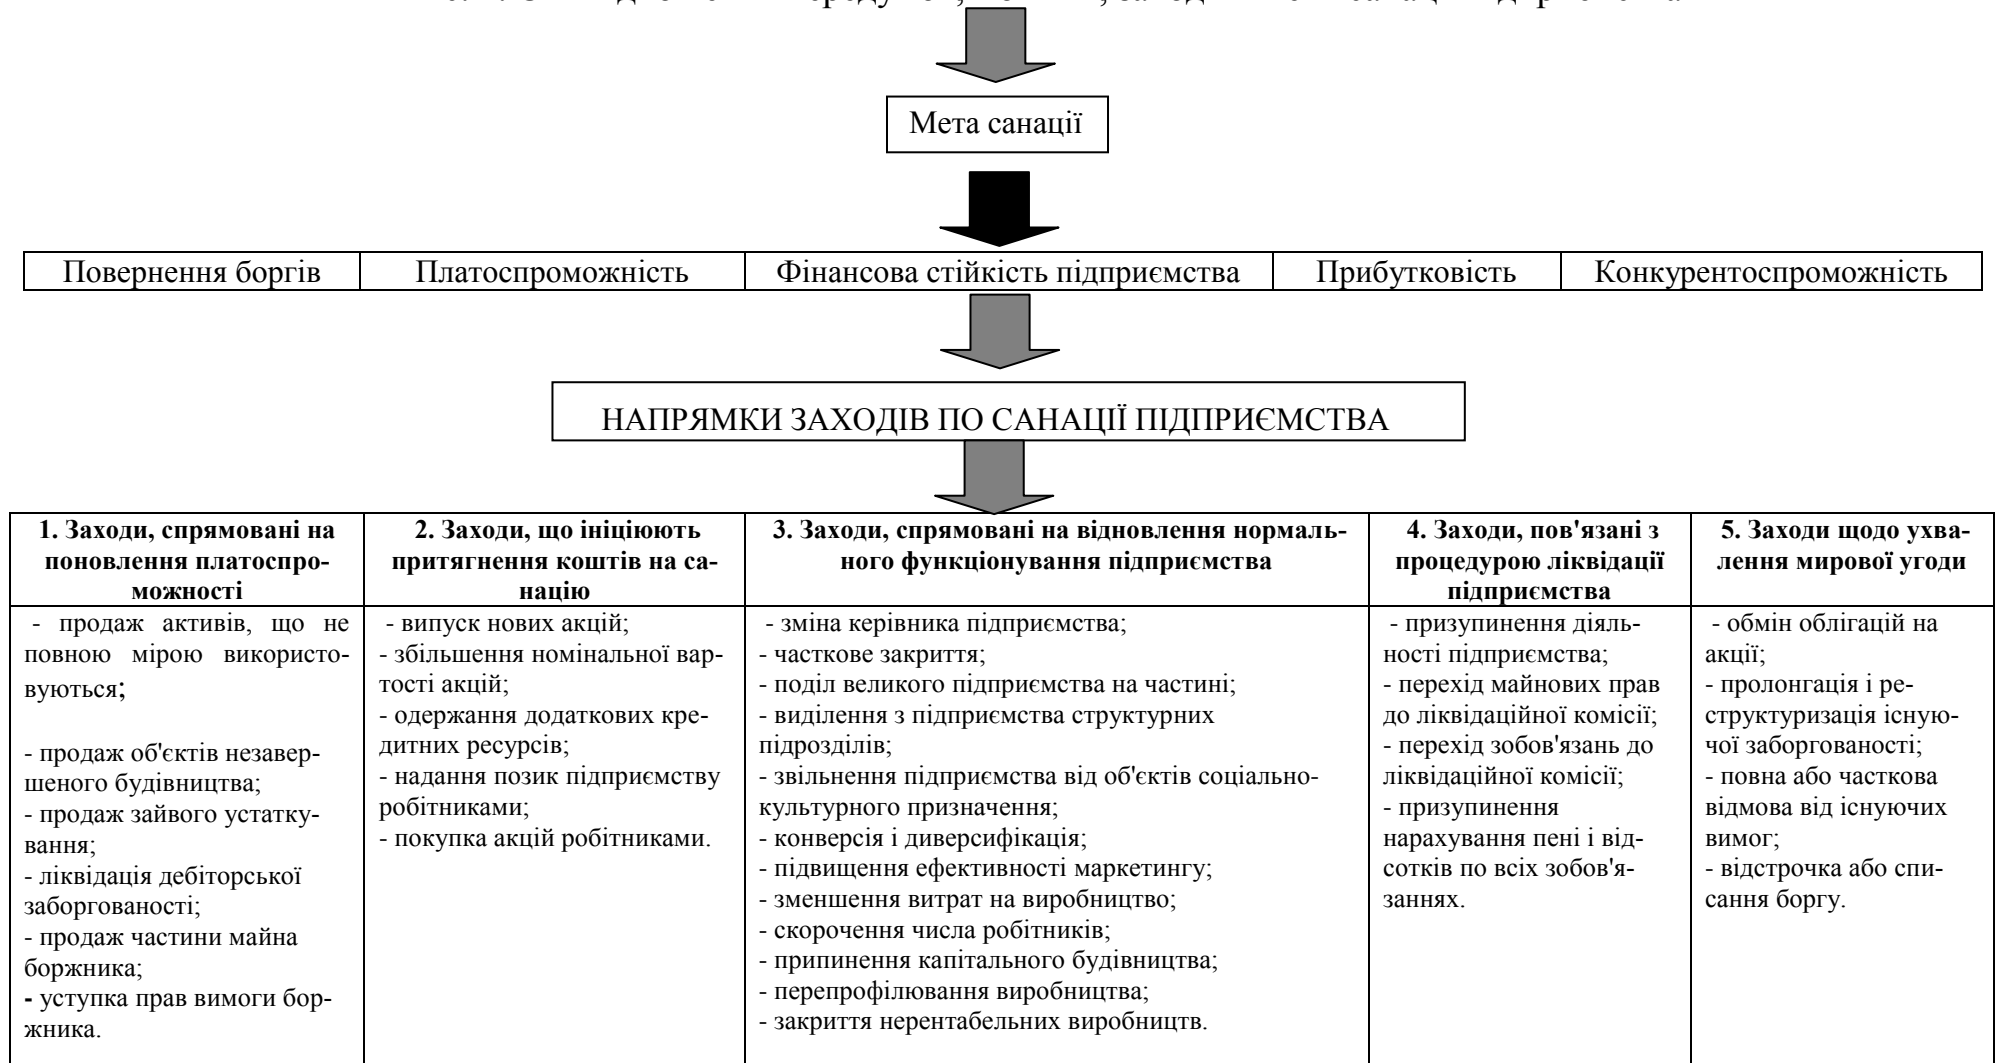 Мета санації
Повернення боргів
Платоспроможність
Фінансова стійкість підприємства
Прибутковість
Конкурентоспроможність
НАПРЯМКИ ЗАХОДІВ ПО САНАЦІЇ ПІДПРИЄМСТВА
1. Заходи, спрямовані на
поновлення платоспро-
можності
- продаж активів, що не
повною мірою використо-
вуються;
- продаж об'єктів незавер-
шеного будівництва;
- продаж зайвого устатку-
вання;
- ліквідація дебіторської
заборгованості;
- продаж частини майна
боржника;
- уступка прав вимоги бор-
жника.
2. Заходи, що ініціюють
притягнення коштів на са-
націю
- випуск нових акцій;
- збільшення номінальної вар-
тості акцій;
- одержання додаткових кре-
дитних ресурсів;
- надання позик підприємству
робітниками;
- покупка акцій робітниками.
3. Заходи, спрямовані на відновлення нормаль-
ного функціонування підприємства
- зміна керівника підприємства;
- часткове закриття;
- поділ великого підприємства на частині;
- виділення з підприємства структурних
підрозділів;
- звільнення підприємства від об'єктів соціально-
культурного призначення;
- конверсія і диверсифікація;
- підвищення ефективності маркетингу;
- зменшення витрат на виробництво;
- скорочення числа робітників;
- припинення капітального будівництва;
- перепрофілювання виробництва;
- закриття нерентабельних виробництв.
4. Заходи, пов'язані з
процедурою ліквідації
підприємства
- призупинення діяль-
ності підприємства;
- перехід майнових прав
до ліквідаційної комісії;
- перехід зобов'язань до
ліквідаційної комісії;
- призупинення
нарахування пені і від-
сотків по всіх зобов'я-
заннях.
5. Заходи щодо ухва-
лення мирової угоди
- обмін облігацій на
акції;
- пролонгація і ре-
структуризація існую-
чої заборгованості;
- повна або часткова
відмова від існуючих
вимог;
- відстрочка або спи-
сання боргу.